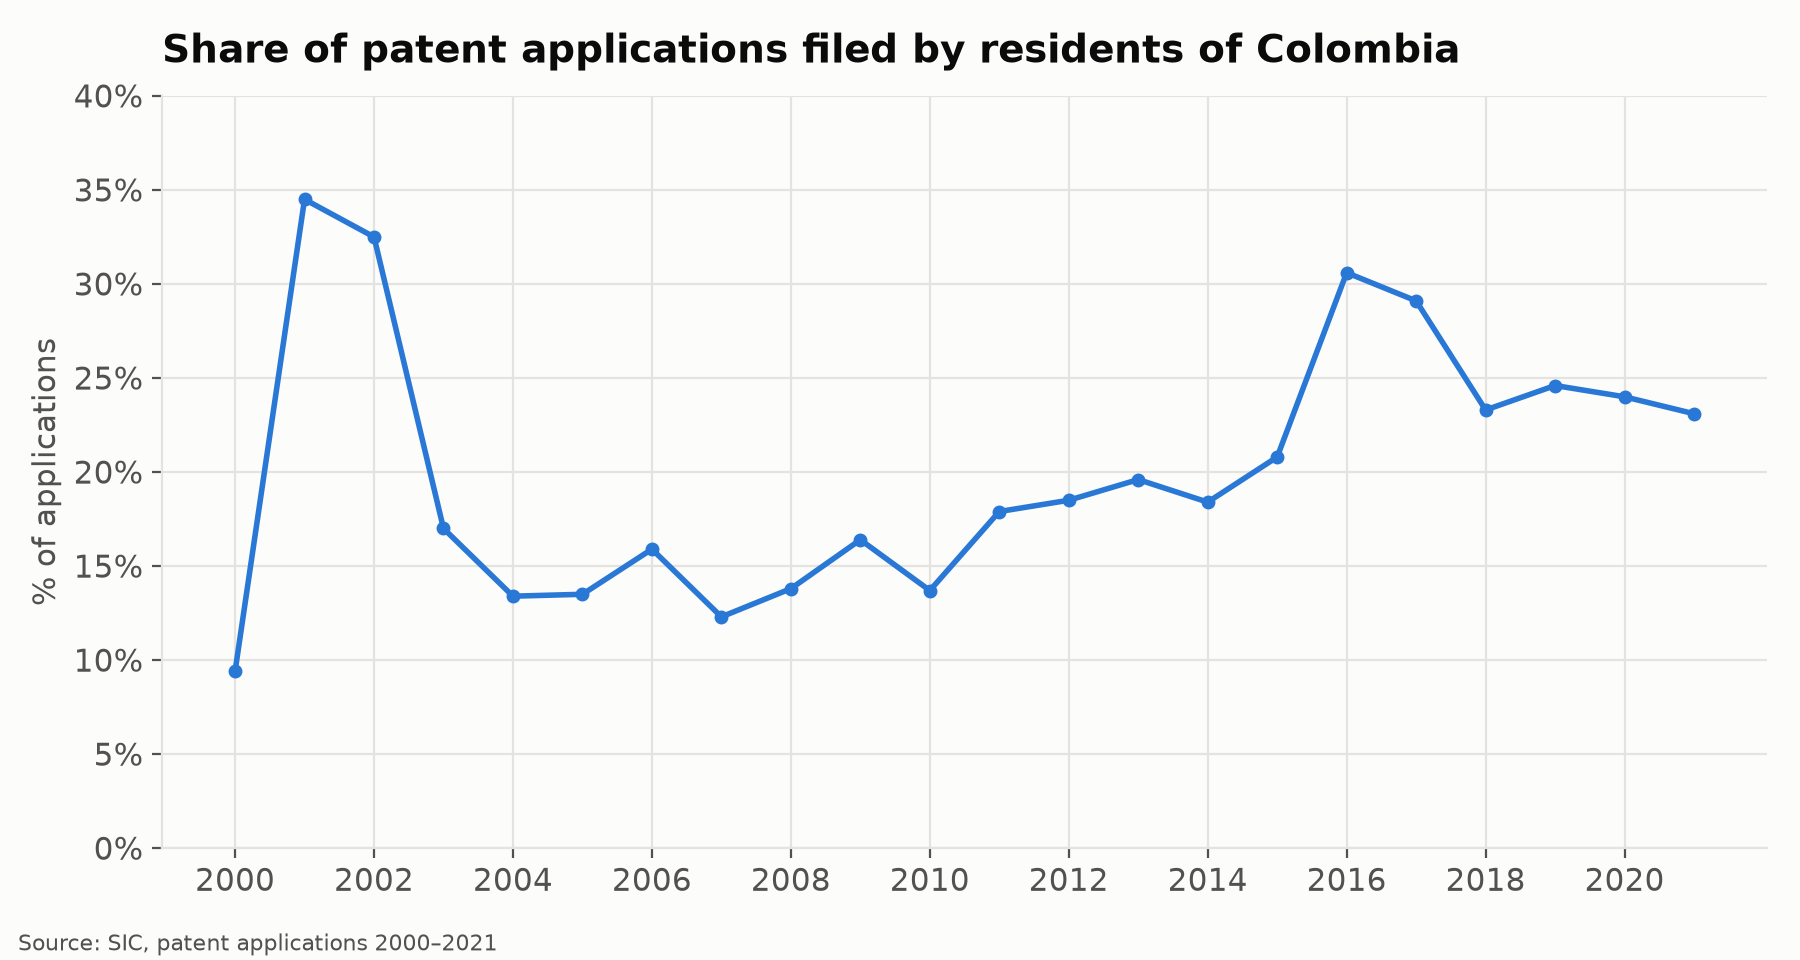 Share of patent applications filed by residents of Colombia
40%
35%
30%
25%
20%
15%
10%
5%
0%
% of applications
2000 2002 2004 2006 2008 2010 2012 2014 2016 2018 2020
Source: SIC, patent applications 2000–2021